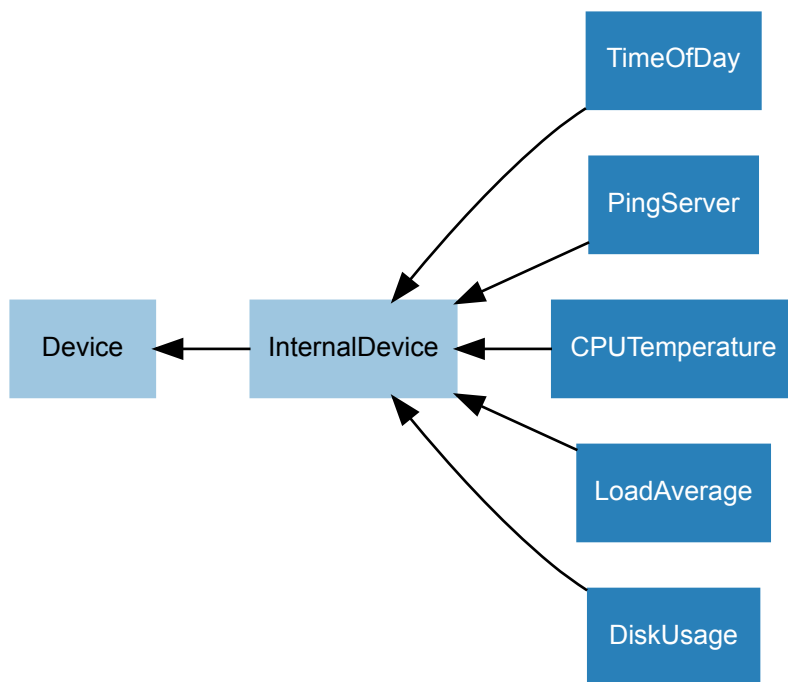 TimeOfDay
PingServer
Device
InternalDevice
CPUTemperature
LoadAverage
DiskUsage